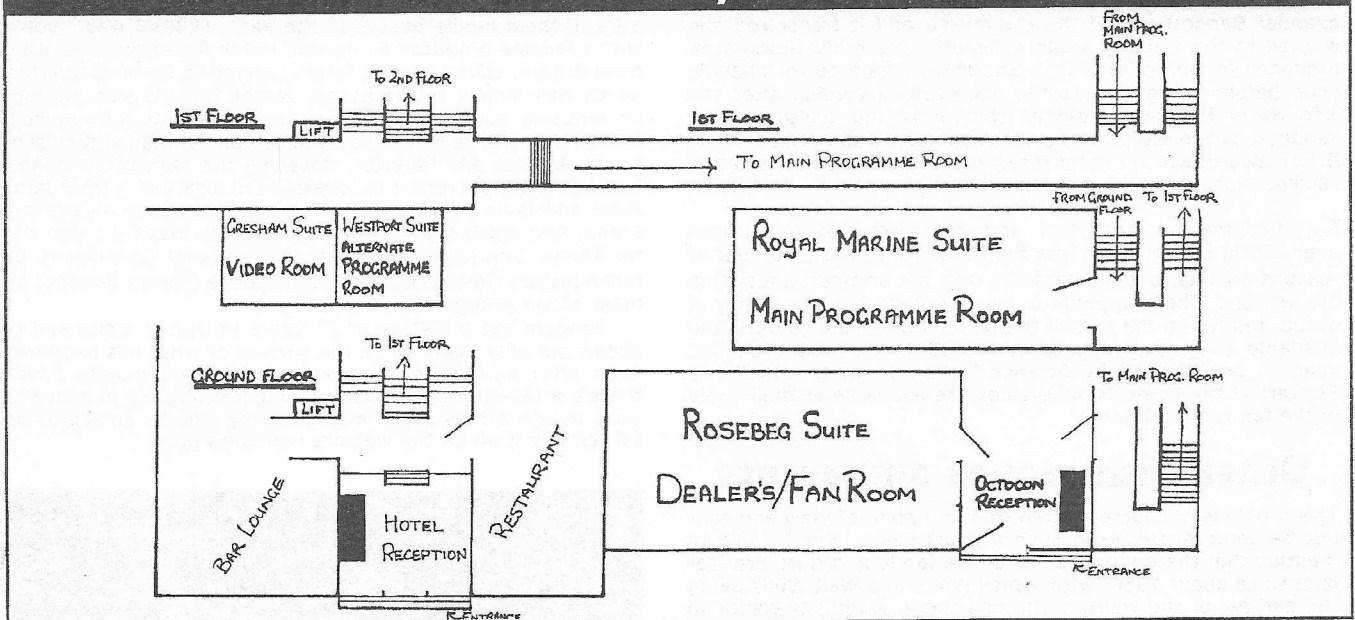 FROM
MAIN PROG.
ROOM
TO 2ND FLOOR
1ST FLOOR
LIFT
1ST FLOOR
TO MAIN PROGRAMME ROOM
GRESHAM SUITE
VIDEO ROOM
WESTPORT SUITE
ALTERNATE
PROGRAMME
ROOM
FROM GROUND
FLOOR
TO 1ST FLOOR
ROYAL MARINE SUITE
MAIN PROGRAMME ROOM
GROUND FLOOR
TO 1ST FLOOR
LIFT
BAR LOUNGE
HOTEL
RECEPTION
RESTAURANT
ENTRANCE
ROSEBEG SUITE
DEALER'S/FAN ROOM
OCTOCON
RECEPTION
TO MAIN PROG. ROOM
ENTRANCE